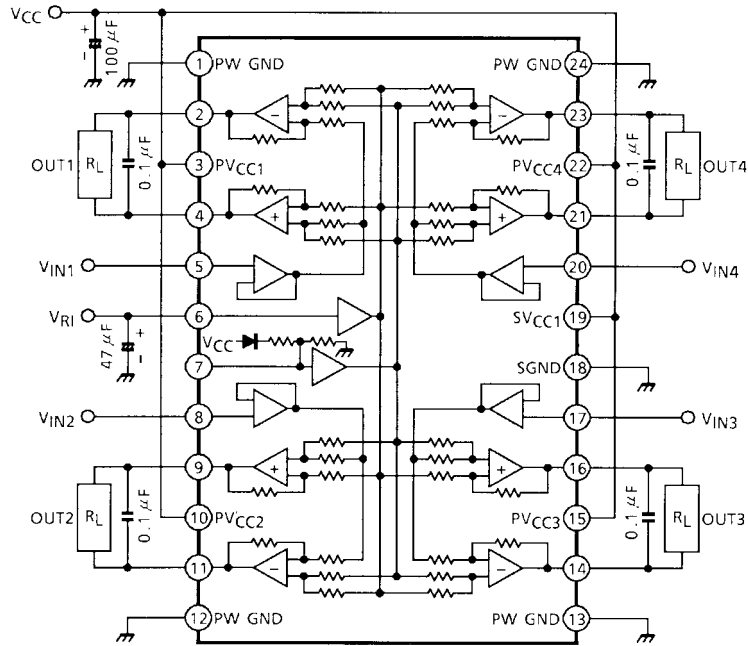 VCC
- +
100 μF
1 PW GND
PW GND 24
2
−
−
23
OUT1 RL 0.1 μF
3 PVCC1
PVCC4 22
0.1 μF RL OUT4
4
+
+
21
VIN1
5
20
VIN4
VRI
6
SVCC1 19
47 μF
- +
VCC
7
SGND 18
VIN2
8
17
VIN3
9
+
+
16
OUT2 RL 0.1 μF
10 PVCC2
PVCC3 15
0.1 μF RL OUT3
11
−
−
14
12 PW GND
PW GND 13